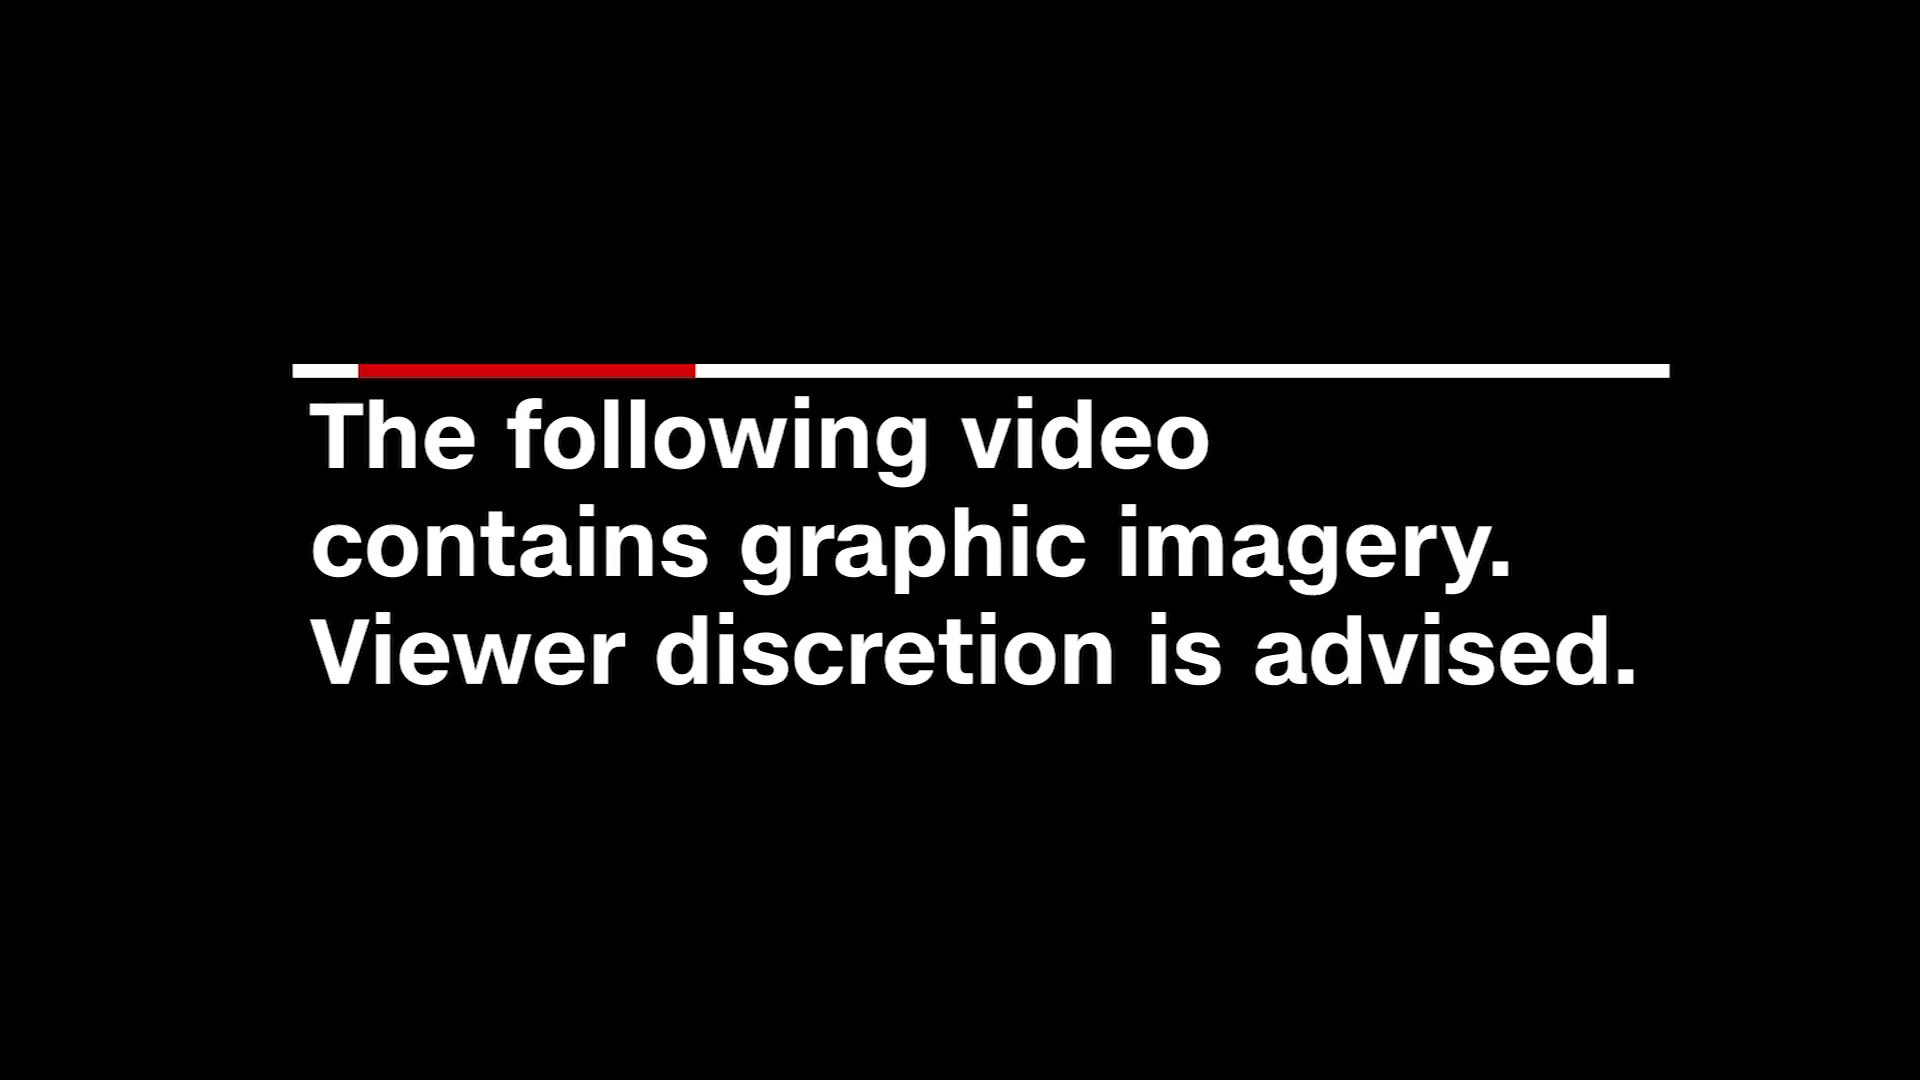 The following video
contains graphic imagery.
Viewer discretion is advised.